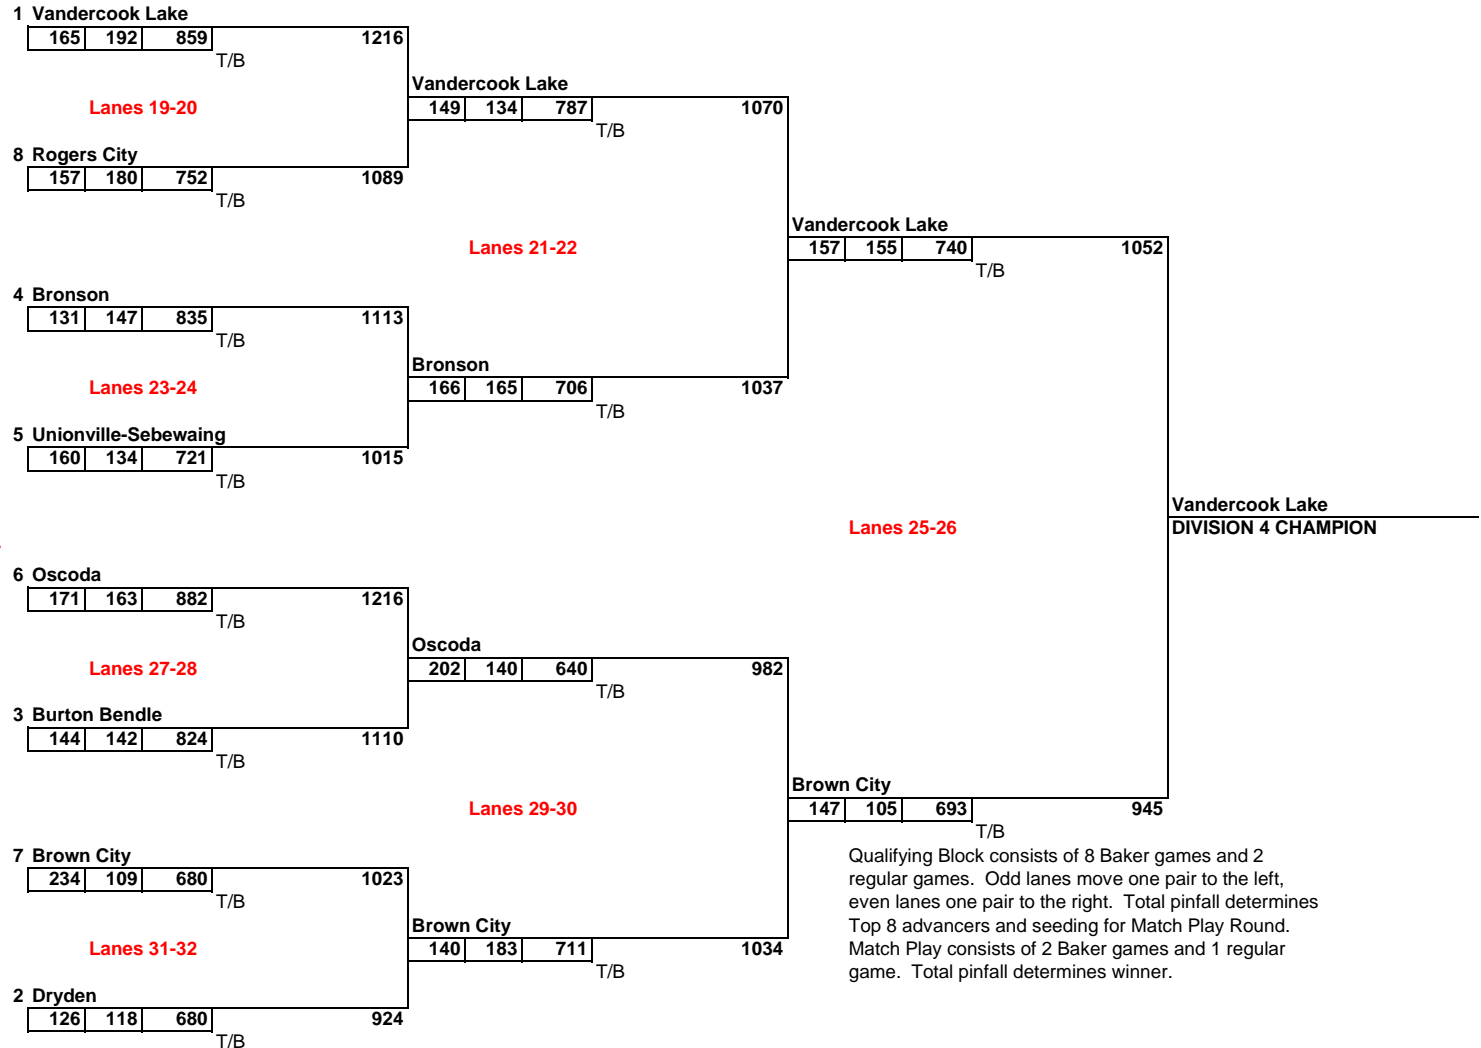 1 Vandercook Lake
165 192 859 1216
T/B
Vandercook Lake
Lanes 19-20
149 134 787 1070
T/B
8 Rogers City
157 180 752 1089
T/B
Vandercook Lake
Lanes 21-22
157 155 740 1052
T/B
4 Bronson
131 147 835 1113
T/B
Bronson
Lanes 23-24
166 165 706 1037
T/B
5 Unionville-Sebewaing
160 134 721 1015
T/B
Vandercook Lake
Lanes 25-26
DIVISION 4 CHAMPION
6 Oscoda
171 163 882 1216
T/B
Oscoda
Lanes 27-28
202 140 640 982
T/B
3 Burton Bendle
144 142 824 1110
T/B
Brown City
Lanes 29-30
147 105 693 945
T/B
7 Brown City
234 109 680 1023
T/B
Brown City
Lanes 31-32
140 183 711 1034
T/B
2 Dryden
126 118 680 924
T/B
Qualifying Block consists of 8 Baker games and 2
regular games. Odd lanes move one pair to the left,
even lanes one pair to the right. Total pinfall determines
Top 8 advancers and seeding for Match Play Round.
Match Play consists of 2 Baker games and 1 regular
game. Total pinfall determines winner.